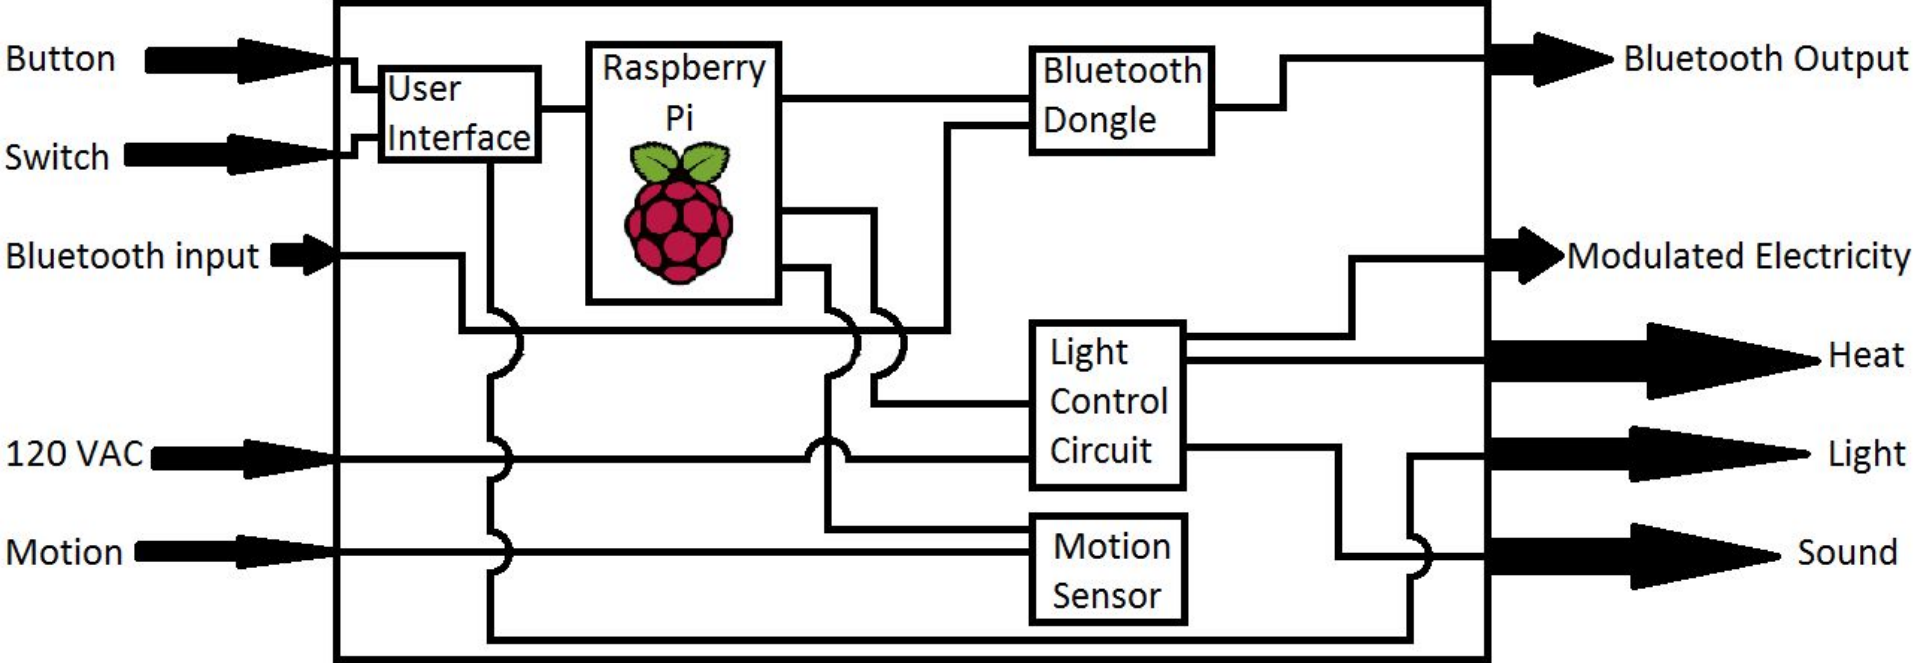 Button
Switch
Bluetooth input
120 VAC
Motion
User
Interface
Raspberry
Pi
Bluetooth
Dongle
Light
Control
Circuit
Motion
Sensor
Bluetooth Output
Modulated Electricity
Heat
Light
Sound